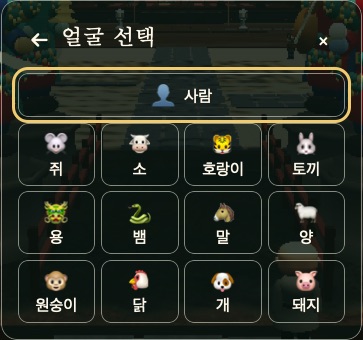 얼굴 선택
사람
쥐 소 호랑이 토끼
용 뱀 말 양
원숭이 닭 개 돼지